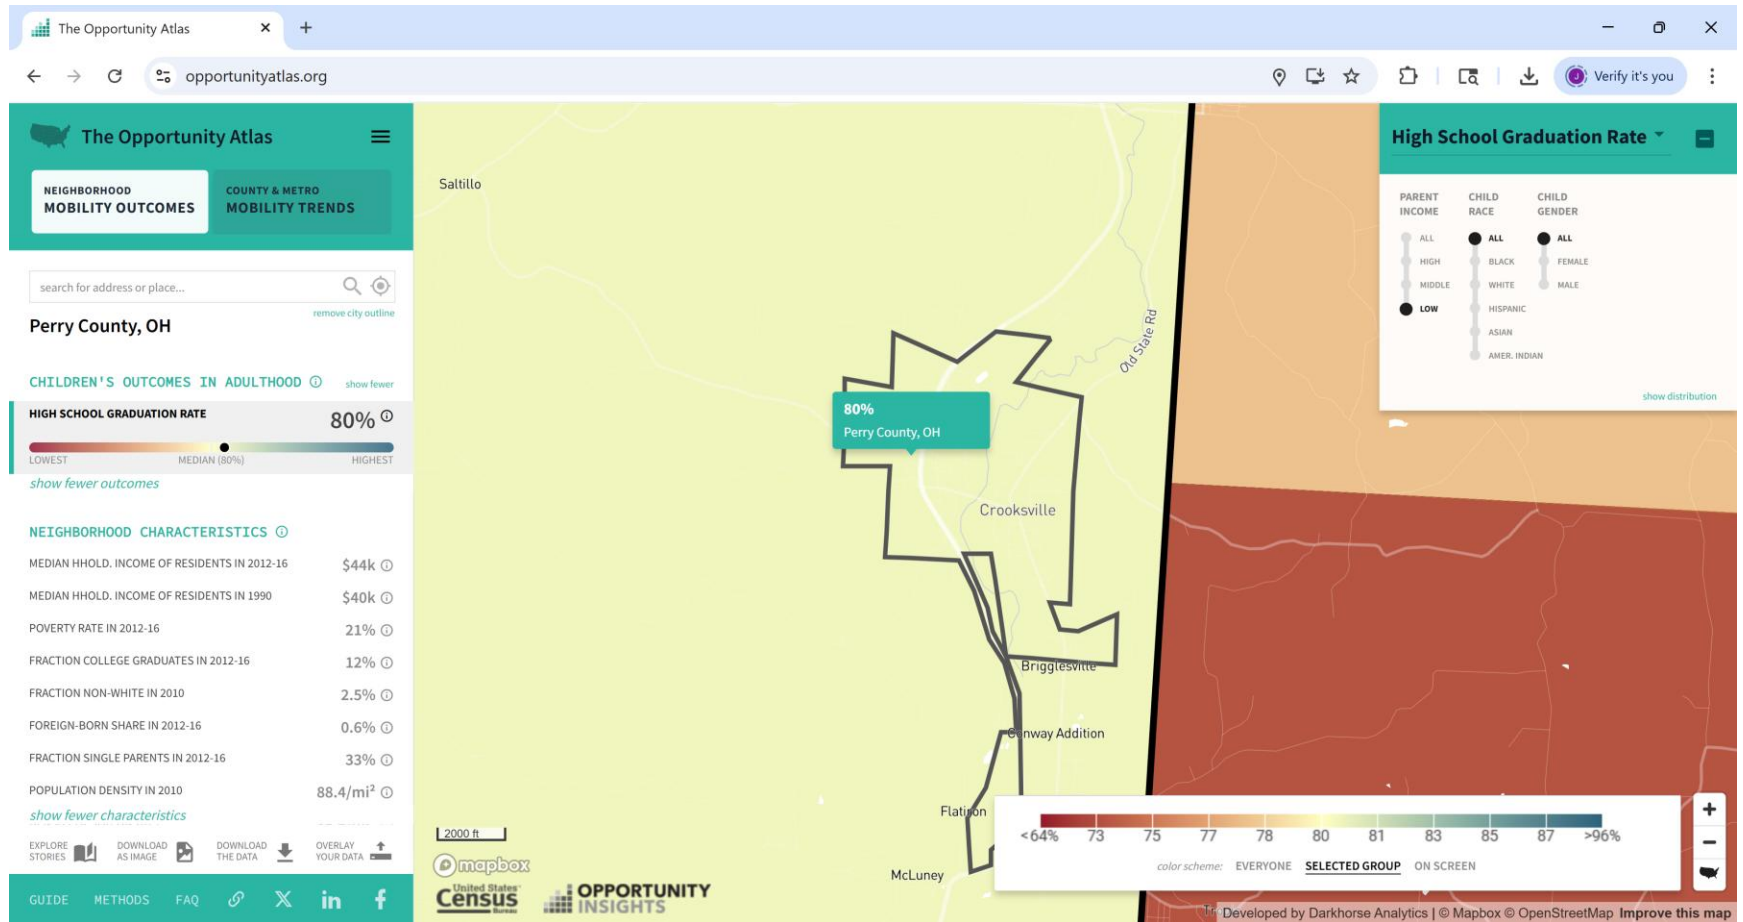 The Opportunity Atlas
opportunityatlas.org
Verify it's you
The Opportunity Atlas
NEIGHBORHOOD
MOBILITY OUTCOMES
COUNTY & METRO
MOBILITY TRENDS
search for address or place...
remove city outline
Perry County, OH
CHILDREN'S OUTCOMES IN ADULTHOOD
show fewer
HIGH SCHOOL GRADUATION RATE
80%
LOWEST
MEDIAN (80%)
HIGHEST
show fewer outcomes
NEIGHBORHOOD CHARACTERISTICS
MEDIAN HHOLD. INCOME OF RESIDENTS IN 2012-16 $44k
MEDIAN HHOLD. INCOME OF RESIDENTS IN 1990 $40k
POVERTY RATE IN 2012-16 21%
FRACTION COLLEGE GRADUATES IN 2012-16 12%
FRACTION NON-WHITE IN 2010 2.5%
FOREIGN-BORN SHARE IN 2012-16 0.6%
FRACTION SINGLE PARENTS IN 2012-16 33%
POPULATION DENSITY IN 2010 88.4/mi²
show fewer characteristics
EXPLORE
STORIES
DOWNLOAD
AS IMAGE
DOWNLOAD
THE DATA
OVERLAY
YOUR DATA
GUIDE METHODS FAQ
Saltillo
Old State Rd
80%
Perry County, OH
Crooksville
Brigglesville
Conway Addition
Flatiron
McLuney
2000 ft
mapbox
United States
Census
Bureau
OPPORTUNITY
INSIGHTS
High School Graduation Rate
PARENT
INCOME
ALL
HIGH
MIDDLE
LOW
CHILD
RACE
ALL
BLACK
WHITE
HISPANIC
ASIAN
AMER. INDIAN
CHILD
GENDER
ALL
FEMALE
MALE
show distribution
<64% 73 75 77 78 80 81 83 85 87 >96%
color scheme: EVERYONE SELECTED GROUP ON SCREEN
Developed by Darkhorse Analytics | © Mapbox © OpenStreetMap Improve this map